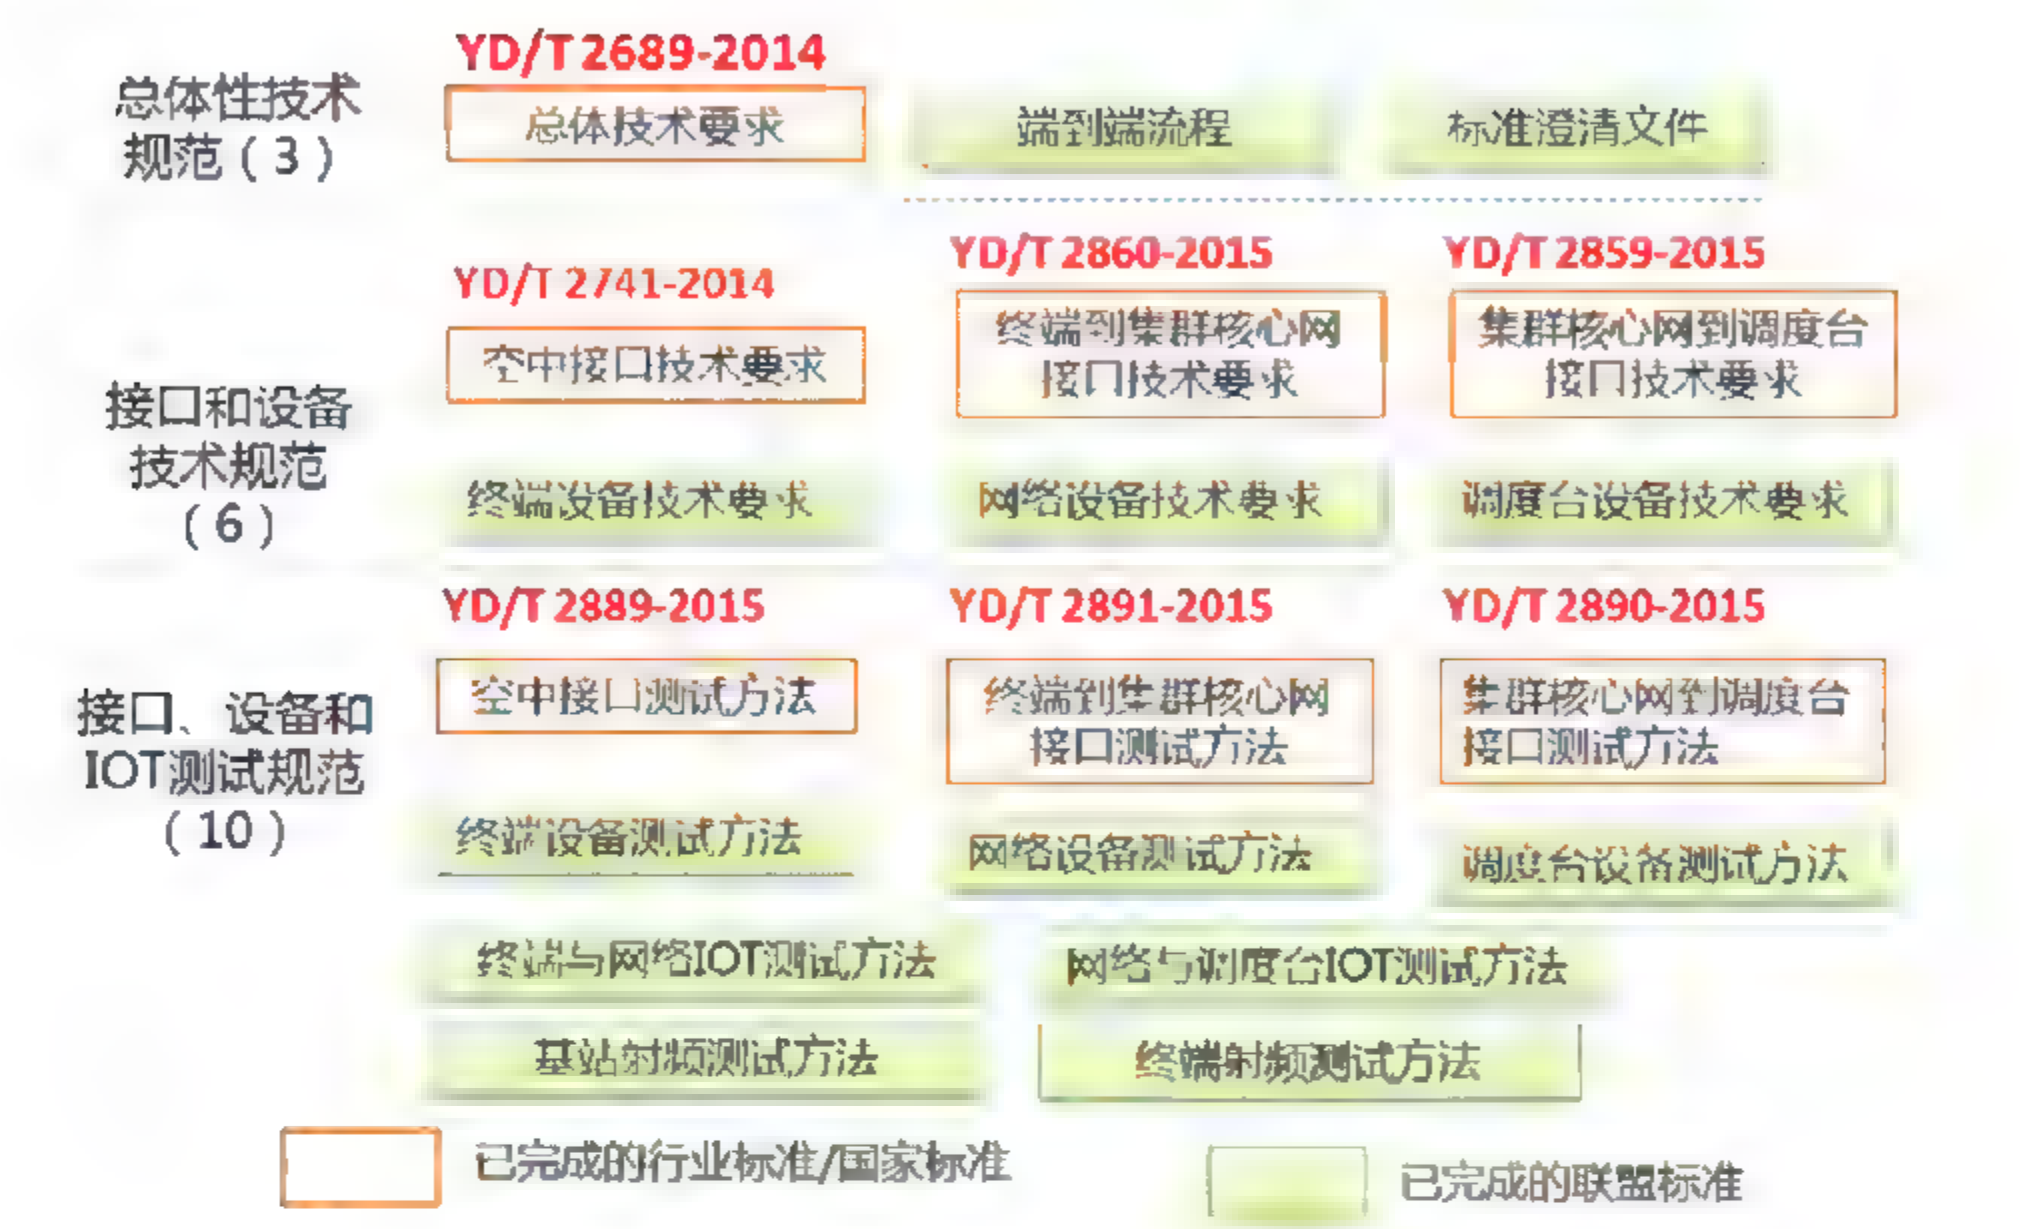 YD/T 2689-2014
总体性技术
规范（3）
总体技术要求
端到端流程
标准澄清文件
YD/T 2741-2014
YD/T 2860-2015
YD/T 2859-2015
接口和设备
技术规范
（6）
空中接口技术要求
终端到集群核心网
接口技术要求
集群核心网到调度台
接口技术要求
终端设备技术要求
网络设备技术要求
调度台设备技术要求
YD/T 2889-2015
YD/T 2891-2015
YD/T 2890-2015
接口、设备和
IOT测试规范
（10）
空中接口测试方法
终端到集群核心网
接口测试方法
集群核心网到调度台
接口测试方法
终端设备测试方法
网络设备测试方法
调度台设备测试方法
终端与网络IOT测试方法
网络与调度台IOT测试方法
基站射频测试方法
终端射频测试方法
已完成的行业标准/国家标准
已完成的联盟标准